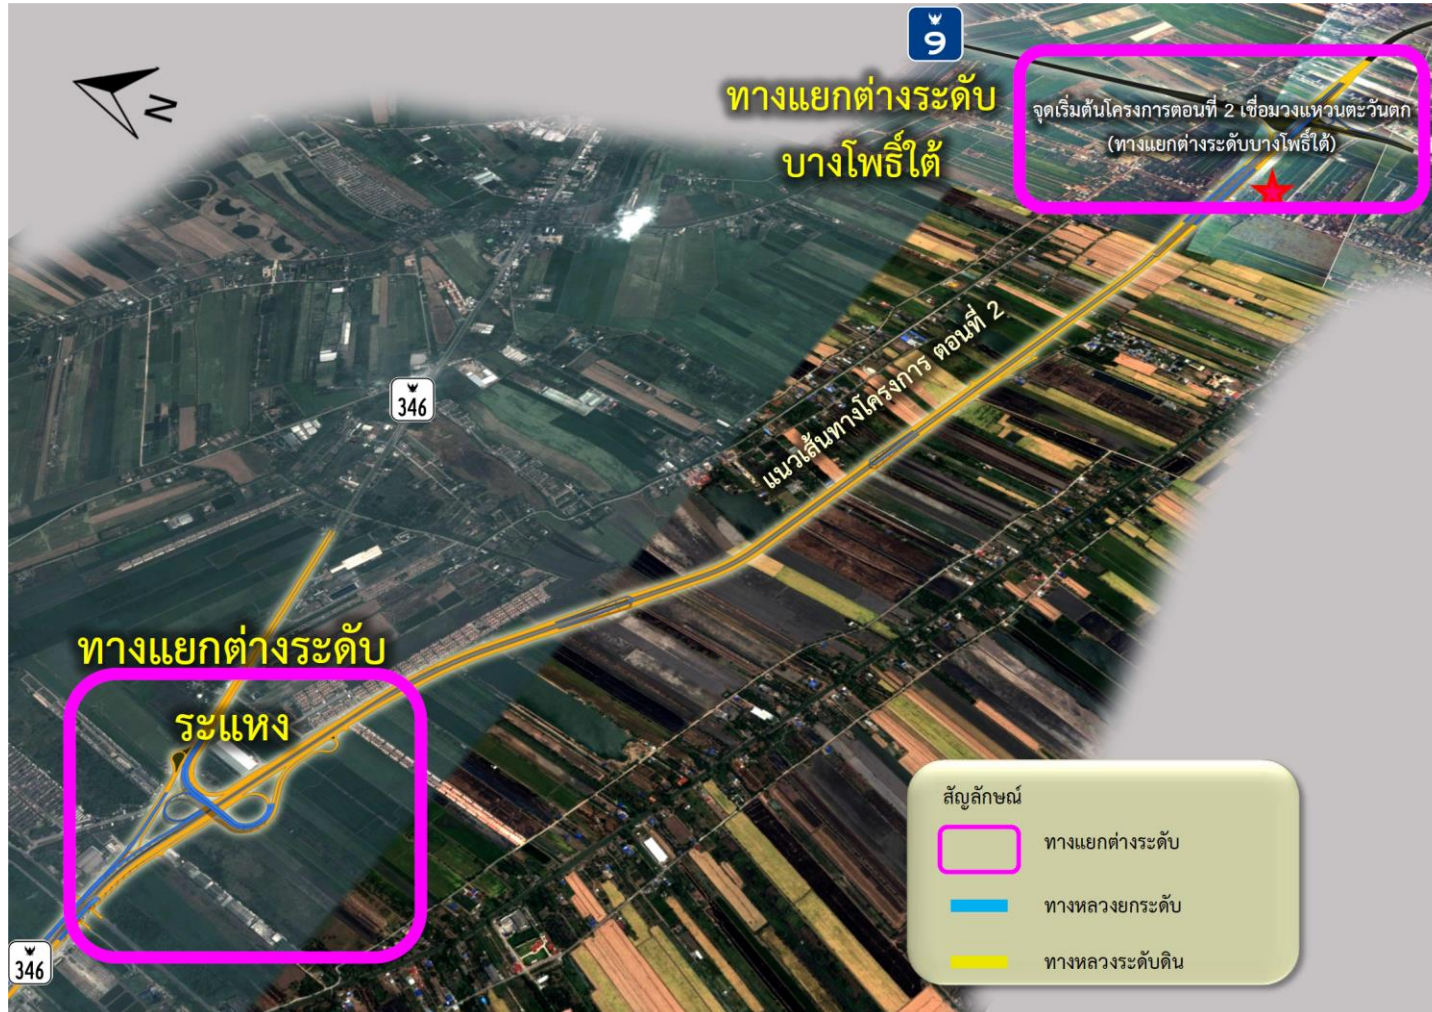 9
ทางแยกต่างระดับ
บางโพธิ์ใต้
จุดเริ่มต้นโครงการตอนที่ 2 เชื่อมวงแหวนตะวันตก
(ทางแยกต่างระดับบางโพธิ์ใต้)
N
แนวเส้นทางโครงการ ตอนที่ 2
346
ทางแยกต่างระดับ
ระแหง
346
สัญลักษณ์
ทางแยกต่างระดับ
ทางหลวงยกระดับ
ทางหลวงระดับดิน